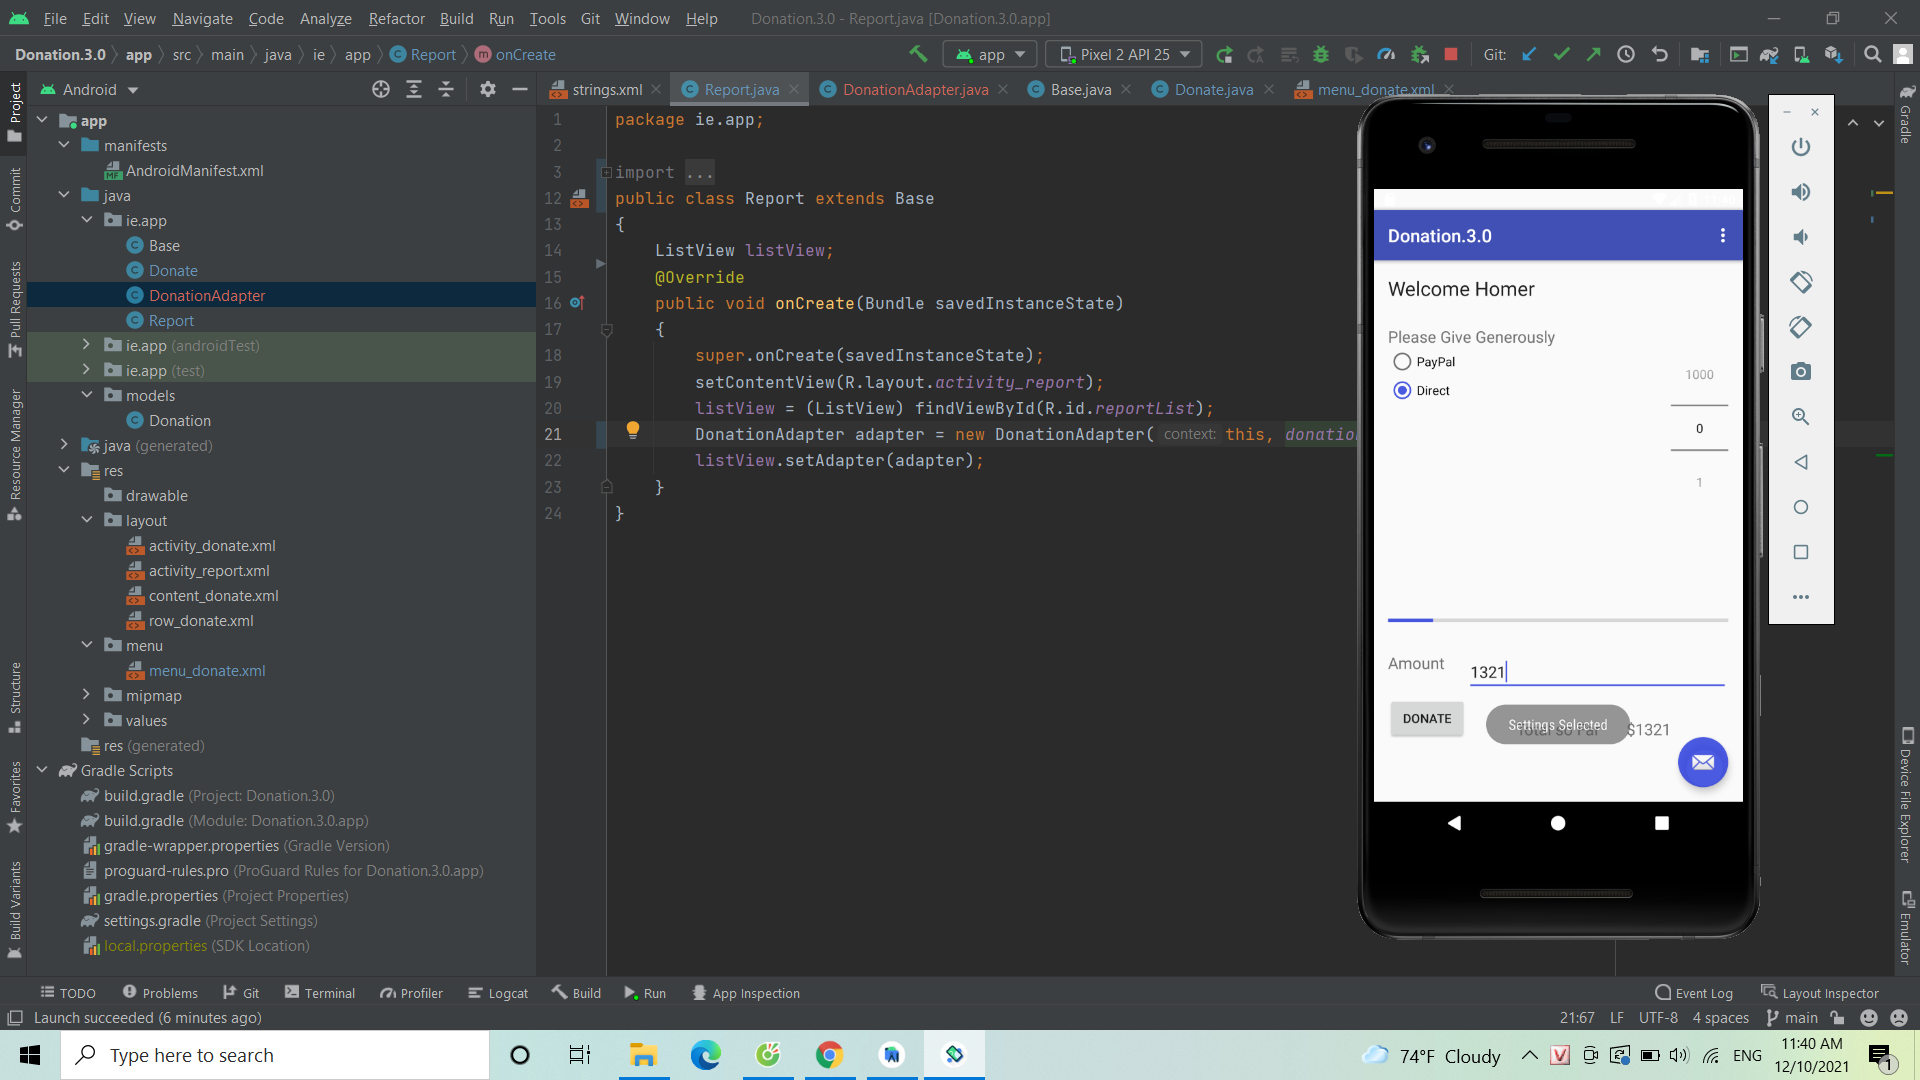 File Edit View Navigate Code Analyze Refactor Build Run Tools Git Window Help Donation.3.0 - Report.java [Donation.3.0.app]
Donation.3.0 app src main java ie app Report onCreate app Pixel 2 API 25 Git:
Android
strings.xml Report.java DonationAdapter.java Base.java Donate.java menu_donate.xml
Project
Commit
Pull Requests
Resource Manager
Structure
Favorites
Build Variants
app
manifests
AndroidManifest.xml
java
ie.app
Base
Donate
DonationAdapter
Report
ie.app (androidTest)
ie.app (test)
models
Donation
java (generated)
res
drawable
layout
activity_donate.xml
activity_report.xml
content_donate.xml
row_donate.xml
menu
menu_donate.xml
mipmap
values
res (generated)
Gradle Scripts
build.gradle (Project: Donation.3.0)
build.gradle (Module: Donation.3.0.app)
gradle-wrapper.properties (Gradle Version)
proguard-rules.pro (ProGuard Rules for Donation.3.0.app)
gradle.properties (Project Properties)
settings.gradle (Project Settings)
local.properties (SDK Location)
1 package ie.app;
2
3 import ...
12 public class Report extends Base
13 {
14 ListView listView;
15 @Override
16 public void onCreate(Bundle savedInstanceState)
17 {
18 super.onCreate(savedInstanceState);
19 setContentView(R.layout.activity_report);
20 listView = (ListView) findViewById(R.id.reportList);
21 DonationAdapter adapter = new DonationAdapter( context: this, donation
22 listView.setAdapter(adapter);
23 }
24 }
Donation.3.0
Welcome Homer
Please Give Generously
PayPal
Direct
1000
0
1
Amount 1321
DONATE Settings Selected
Total so Far $1321
Gradle
Device File Explorer
Emulator
TODO Problems Git Terminal Profiler Logcat Build Run App Inspection Event Log Layout Inspector
Launch succeeded (6 minutes ago) 21:67 LF UTF-8 4 spaces main
Type here to search 74°F Cloudy ENG 11:40 AM
12/10/2021
1